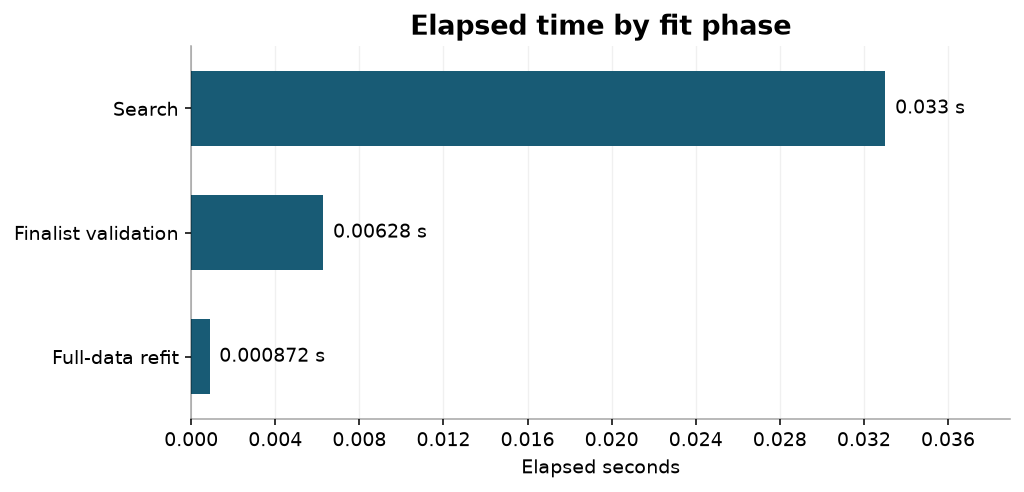 Elapsed time by fit phase
Search
0.033 s
Finalist validation
0.00628 s
Full-data refit
0.000872 s
0.000 0.004 0.008 0.012 0.016 0.020 0.024 0.028 0.032 0.036
Elapsed seconds